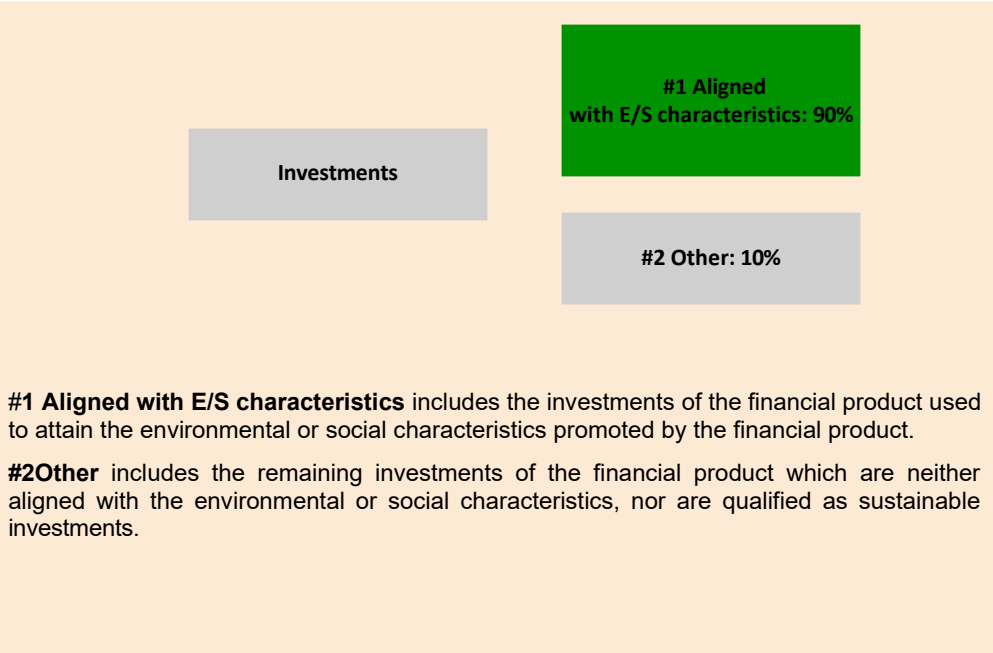 #1 Aligned
with E/S characteristics: 90%
Investments
#2 Other: 10%
#1 Aligned with E/S characteristics includes the investments of the financial product used
to attain the environmental or social characteristics promoted by the financial product.
#2Other includes the remaining investments of the financial product which are neither
aligned with the environmental or social characteristics, nor are qualified as sustainable
investments.